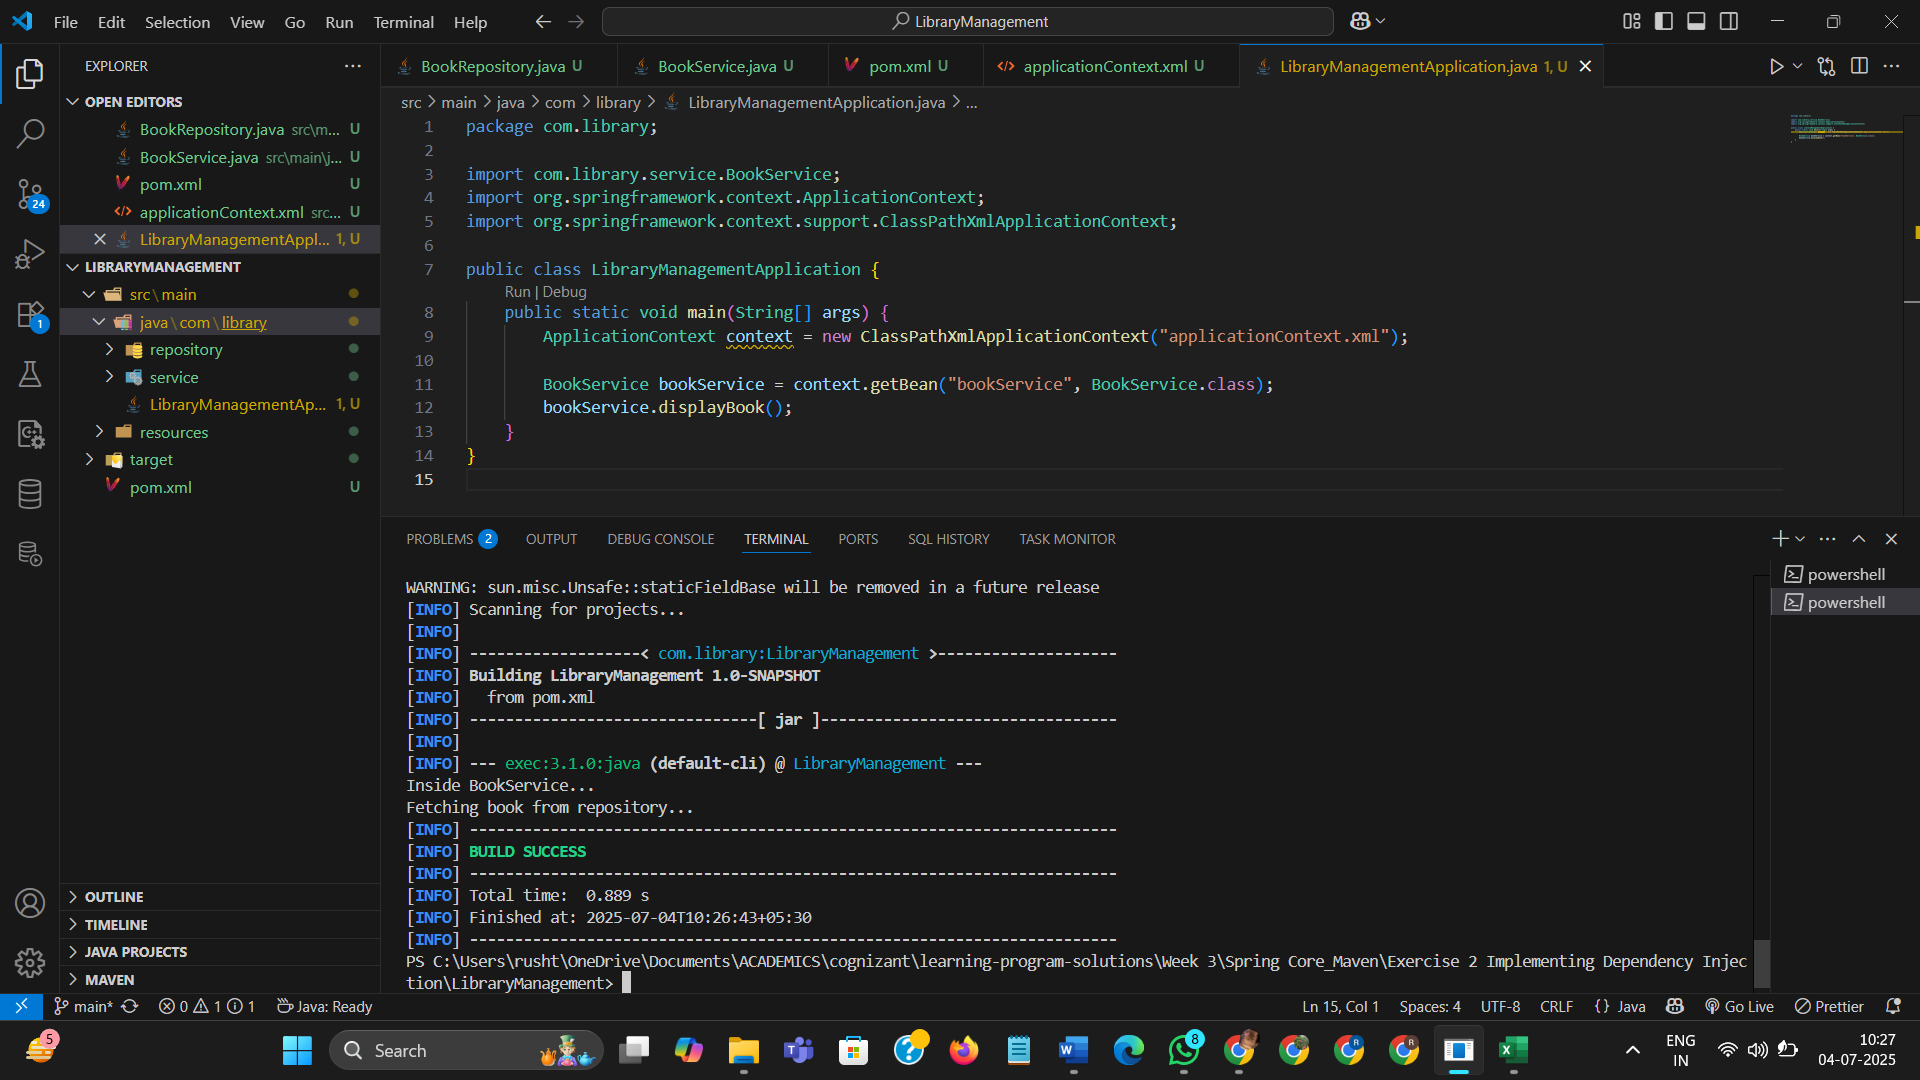 File Edit Selection View Go Run Terminal Help
LibraryManagement
EXPLORER
OPEN EDITORS
BookRepository.java src\m... U
BookService.java src\main\j... U
pom.xml U
applicationContext.xml src... U
LibraryManagementAppl... 1, U
LIBRARYMANAGEMENT
src\main
java\com\library
repository
service
LibraryManagementAp... 1, U
resources
target
pom.xml U
OUTLINE
TIMELINE
JAVA PROJECTS
MAVEN
24
1
BookRepository.java U
BookService.java U
pom.xml U
applicationContext.xml U
LibraryManagementApplication.java 1, U
src > main > java > com > library > LibraryManagementApplication.java > ...
1 package com.library;
2
3 import com.library.service.BookService;
4 import org.springframework.context.ApplicationContext;
5 import org.springframework.context.support.ClassPathXmlApplicationContext;
6
7 public class LibraryManagementApplication {
Run | Debug
8 public static void main(String[] args) {
9 ApplicationContext context = new ClassPathXmlApplicationContext("applicationContext.xml");
10
11 BookService bookService = context.getBean("bookService", BookService.class);
12 bookService.displayBook();
13 }
14 }
15
PROBLEMS 2 OUTPUT DEBUG CONSOLE TERMINAL PORTS SQL HISTORY TASK MONITOR
powershell
powershell
WARNING: sun.misc.Unsafe::staticFieldBase will be removed in a future release
[INFO] Scanning for projects...
[INFO]
[INFO] -------------------< com.library:LibraryManagement >--------------------
[INFO] Building LibraryManagement 1.0-SNAPSHOT
[INFO]   from pom.xml
[INFO] --------------------------------[ jar ]---------------------------------
[INFO]
[INFO] --- exec:3.1.0:java (default-cli) @ LibraryManagement ---
Inside BookService...
Fetching book from repository...
[INFO] ------------------------------------------------------------------------
[INFO] BUILD SUCCESS
[INFO] ------------------------------------------------------------------------
[INFO] Total time:  0.889 s
[INFO] Finished at: 2025-07-04T10:26:43+05:30
[INFO] ------------------------------------------------------------------------
PS C:\Users\rusht\OneDrive\Documents\ACADEMICS\cognizant\learning-program-solutions\Week 3\Spring Core_Maven\Exercise 2 Implementing Dependency Injec
tion\LibraryManagement>
main* 0 1 1 Java: Ready
Ln 15, Col 1 Spaces: 4 UTF-8 CRLF {} Java Go Live Prettier
5
Search
8
ENG
IN
10:27
04-07-2025